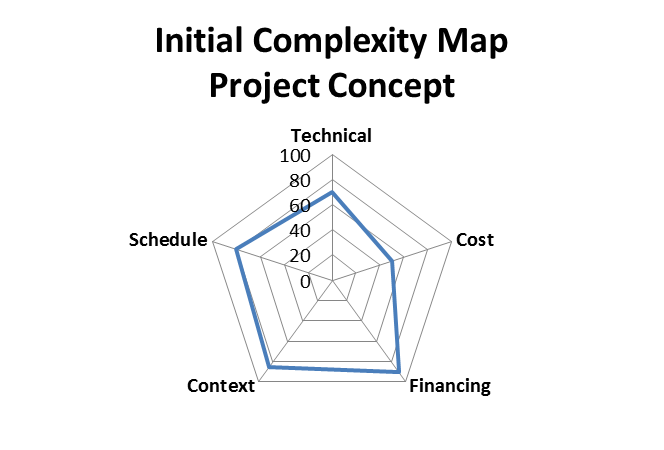 Initial Complexity Map
Project Concept
Technical
100
80
60
40
20
0
Schedule
Cost
Context
Financing